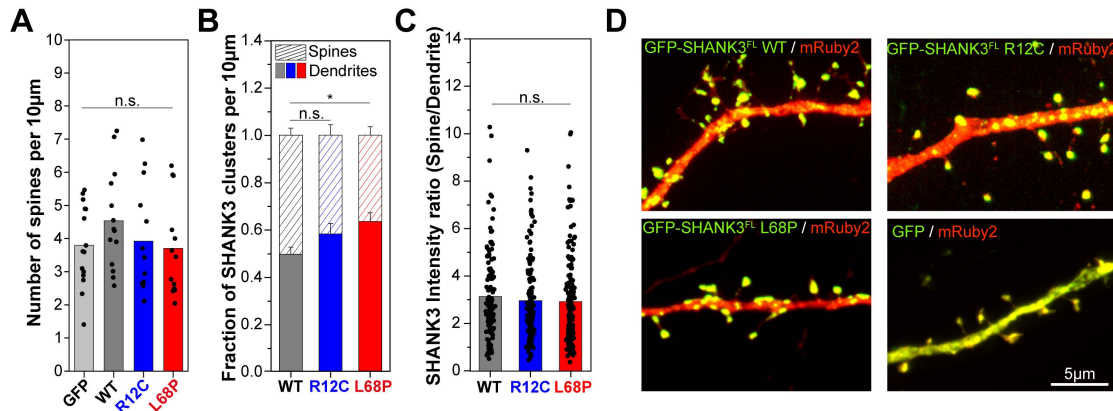 A
Number of spines per 10µm
10
9
8
7
6
5
4
3
2
1
0
n.s.
GFP
WT
R12C
L68P
B
Fraction of SHANK3 clusters per 10µm
1.4
1.2
1.0
0.8
0.6
0.4
0.2
0.0
Spines
Dendrites
*
n.s.
WT
R12C
L68P
C
SHANK3 Intensity ratio (Spine/Dendrite)
14
12
10
8
6
4
2
0
n.s.
WT
R12C
L68P
D
GFP-SHANK3FL WT / mRuby2
GFP-SHANK3FL R12C / mRuby2
GFP-SHANK3FL L68P / mRuby2
GFP / mRuby2
5µm